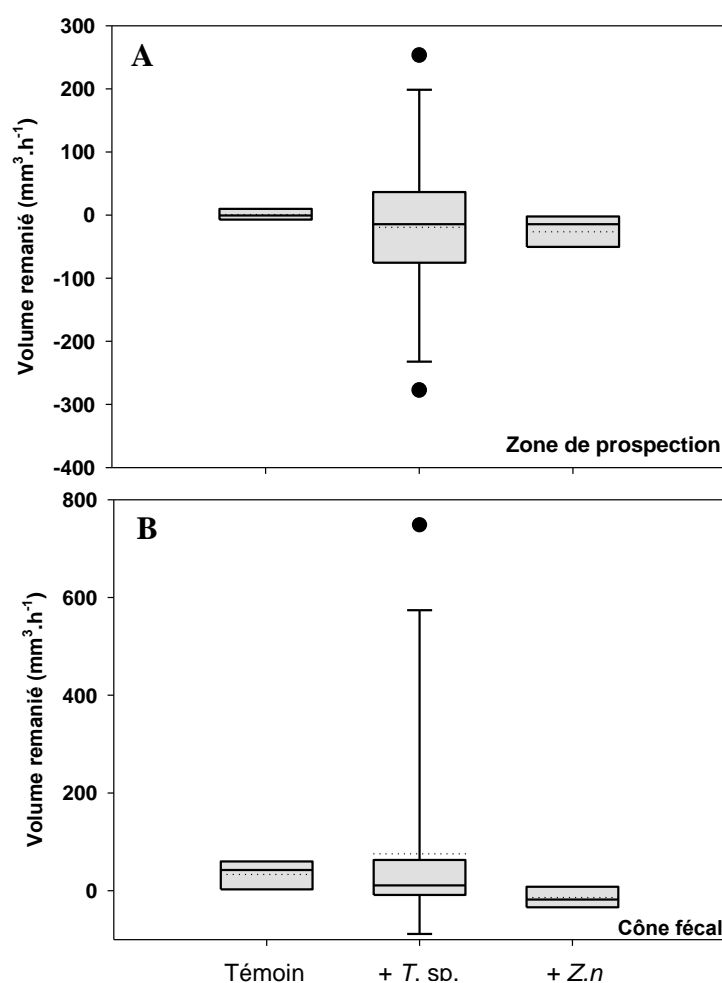 A
Volume remanié (mm³.h⁻¹)
300
200
100
0
-100
-200
-300
-400
Zone de prospection
B
Volume remanié (mm³.h⁻¹)
800
600
400
200
0
Cône fécal
Témoin
+ T. sp.
+ Z.n